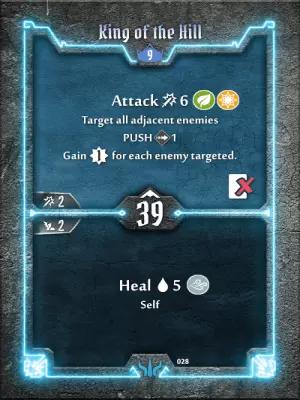 King of the Hill
9
Attack 6
Target all adjacent enemies
PUSH 1
Gain 1 for each enemy targeted.
2
39
2
Heal 5
Self
028